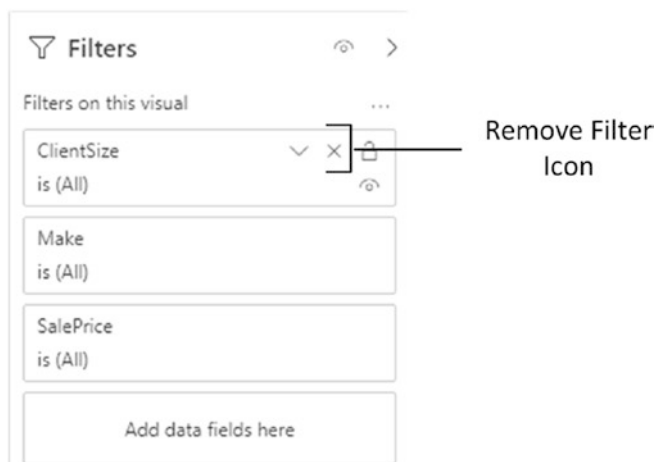 Filters
Filters on this visual
ClientSize
is (All)
Make
is (All)
SalePrice
is (All)
Add data fields here
Remove Filter
Icon